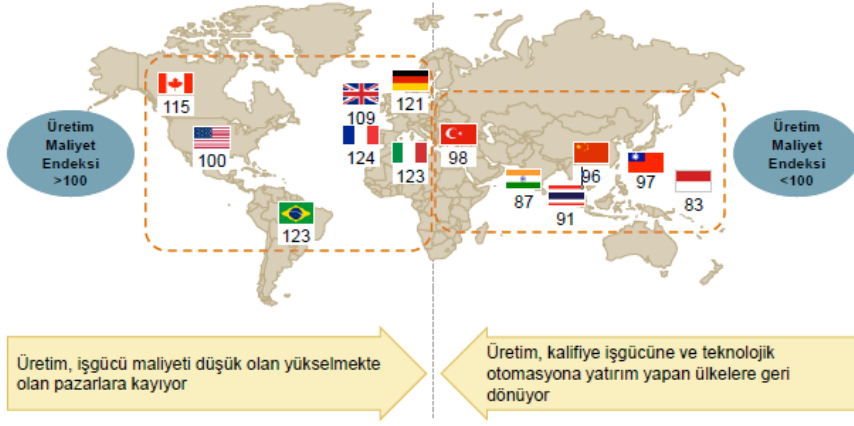 Üretim
Maliyet
Endeksi
>100
115
100
123
109
121
124
123
98
87
91
96
97
83
Üretim
Maliyet
Endeksi
<100
Üretim, işgücü maliyeti düşük olan yükselmekte
olan pazarlara kayıyor
Üretim, kalifiye işgücüne ve teknolojik
otomasyona yatırım yapan ülkelere geri
dönüyor